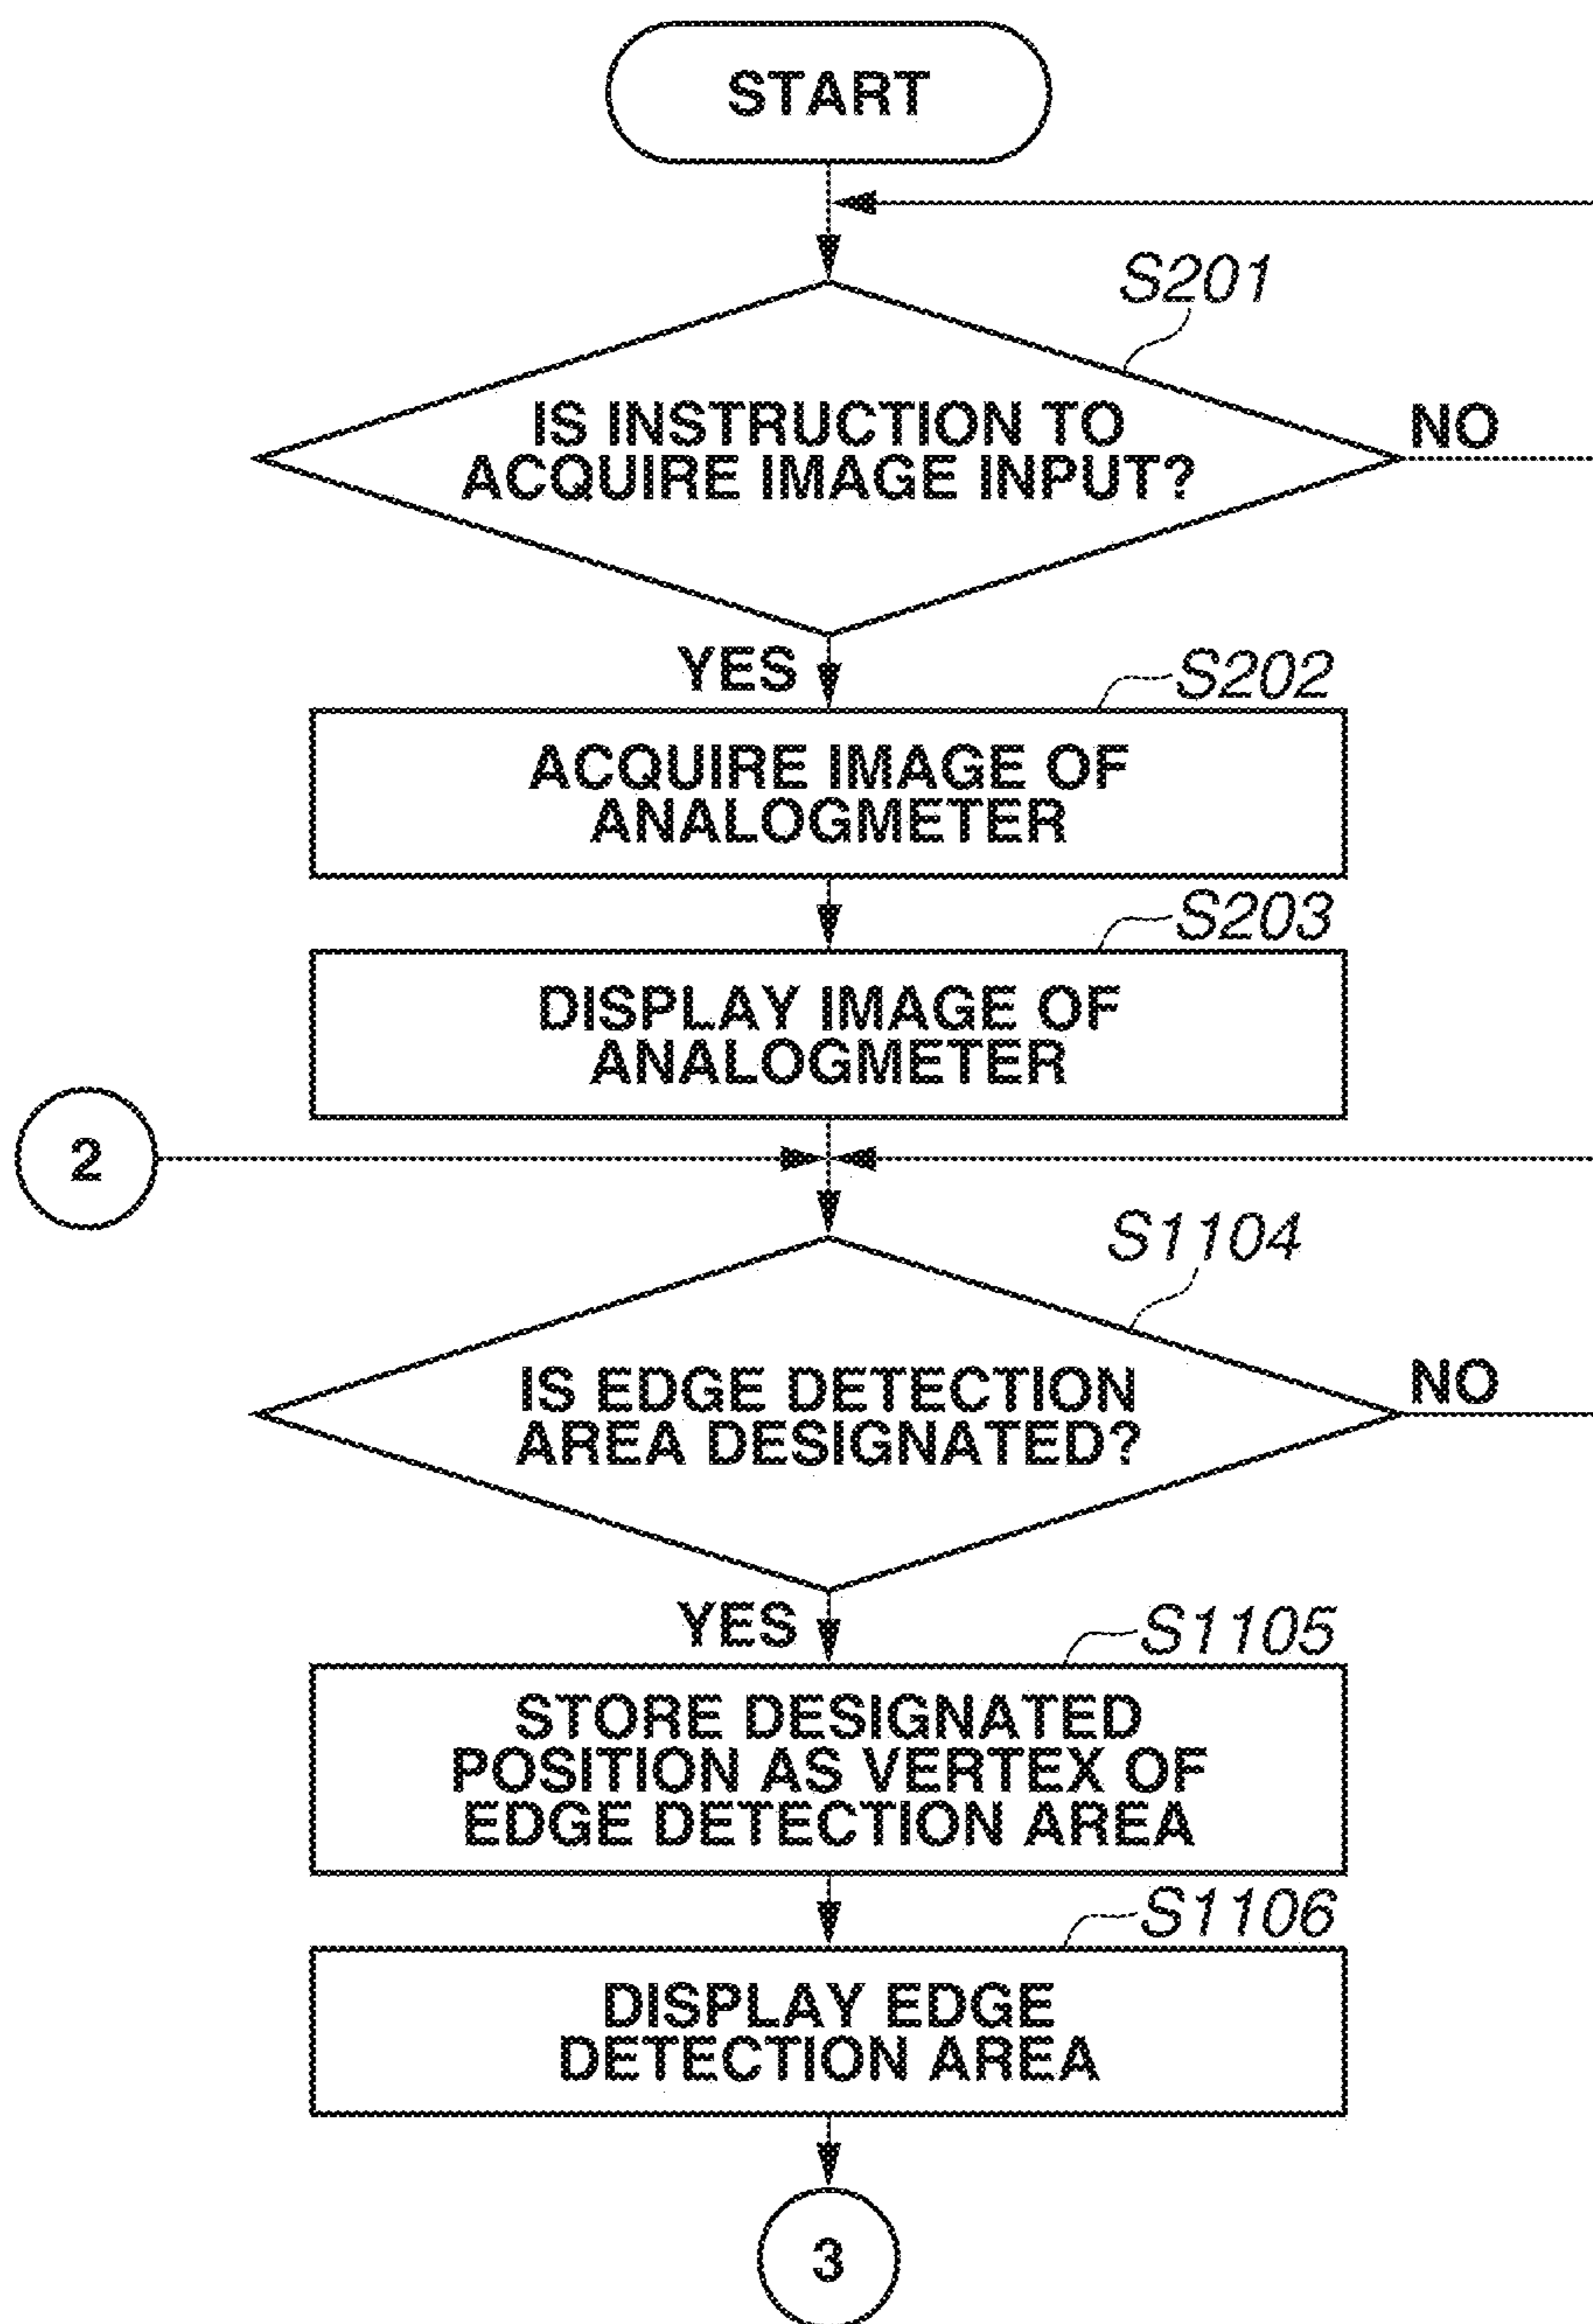 START
S201
IS INSTRUCTION TO
ACQUIRE IMAGE INPUT?
NO
YES
S202
ACQUIRE IMAGE OF
ANALOGMETER
S203
DISPLAY IMAGE OF
ANALOGMETER
2
S1104
IS EDGE DETECTION
AREA DESIGNATED?
NO
YES
S1105
STORE DESIGNATED
POSITION AS VERTEX OF
EDGE DETECTION AREA
S1106
DISPLAY EDGE
DETECTION AREA
3